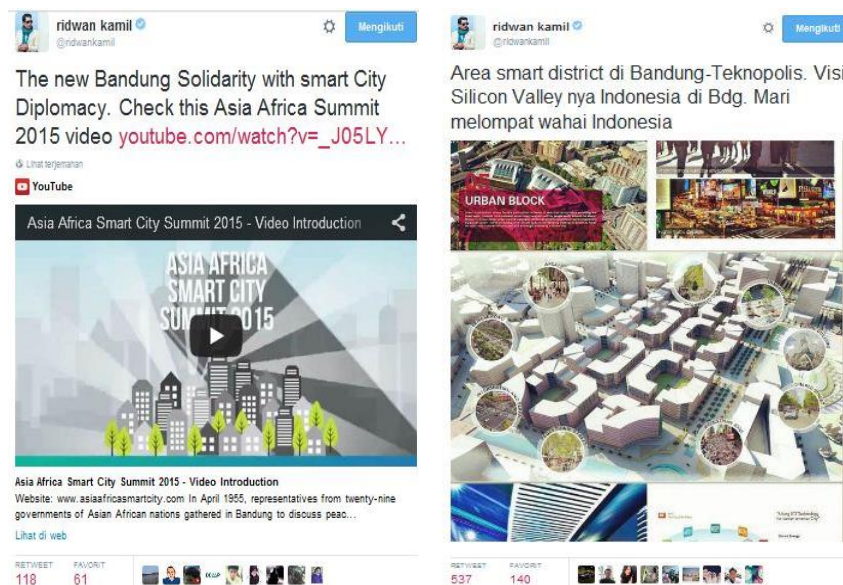 ridwan kamil
@ridwankamil
Mengikuti
The new Bandung Solidarity with smart City
Diplomacy. Check this Asia Africa Summit
2015 video youtube.com/watch?v=_J05LY...
Lihat terjemahan
YouTube
Asia Africa Smart City Summit 2015 - Video Introduction
ASIA AFRICA
SMART CITY
SUMMIT 2015
Asia Africa Smart City Summit 2015 - Video Introduction
Website: www.asiaafricasmartcity.com In April 1955, representatives from twenty-nine
governments of Asian African nations gathered in Bandung to discuss peac...
Lihat di web
RETWEET FAVORIT
118 61
ridwan kamil
@ridwankamil
Mengikuti
Area smart district di Bandung-Teknopolis. Visi
Silicon Valley nya Indonesia di Bdg. Mari
melompat wahai Indonesia
URBAN BLOCK
RETWEET FAVORIT
537 140